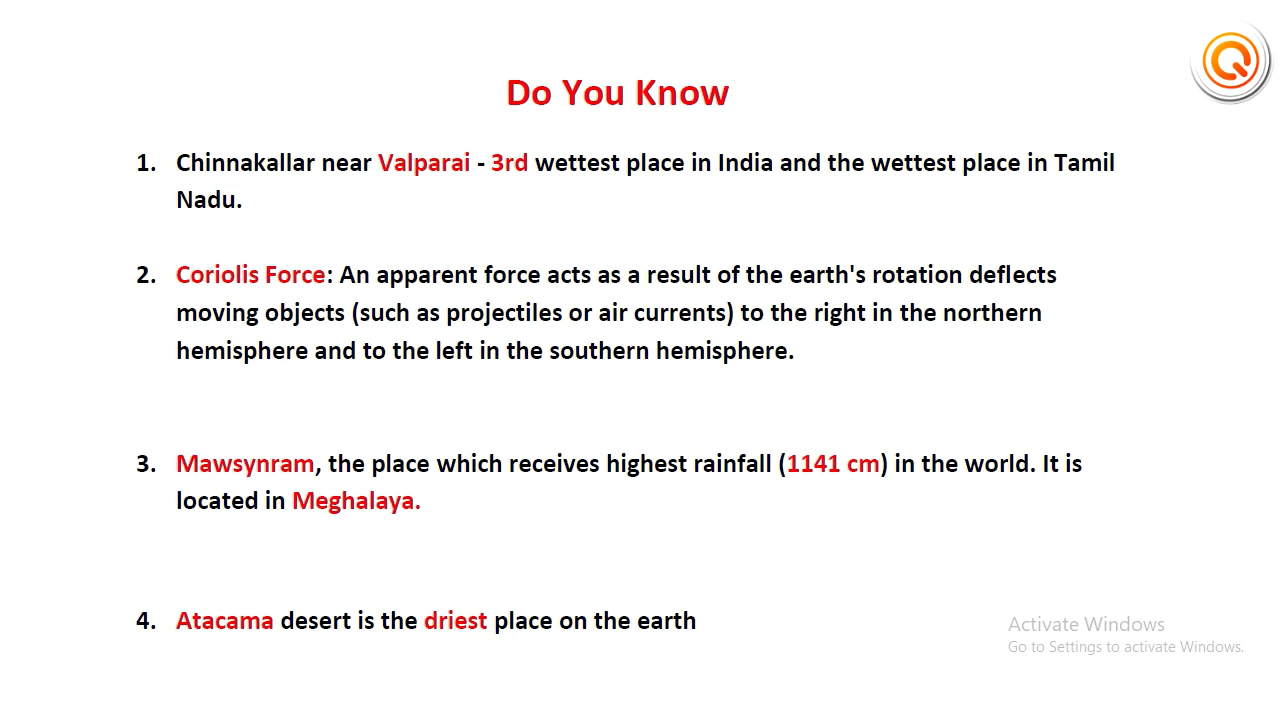 Do You Know
1. Chinnakallar near Valparai - 3rd wettest place in India and the wettest place in Tamil
Nadu.
2. Coriolis Force: An apparent force acts as a result of the earth's rotation deflects
moving objects (such as projectiles or air currents) to the right in the northern
hemisphere and to the left in the southern hemisphere.
3. Mawsynram, the place which receives highest rainfall (1141 cm) in the world. It is
located in Meghalaya.
4. Atacama desert is the driest place on the earth
Activate Windows
Go to Settings to activate Windows.